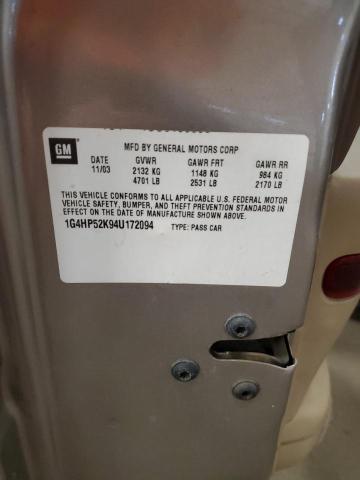 GM
MFD BY GENERAL MOTORS CORP
DATE GVWR GAWR FRT GAWR RR
11/03 2132 KG 1148 KG 984 KG
4701 LB 2531 LB 2170 LB
THIS VEHICLE CONFORMS TO ALL APPLICABLE U.S. FEDERAL MOTOR
VEHICLE SAFETY, BUMPER, AND THEFT PREVENTION STANDARDS IN
EFFECT ON THE DATE OF MANUFACTURE SHOWN ABOVE.
1G4HP52K94U172094 TYPE: PASS CAR